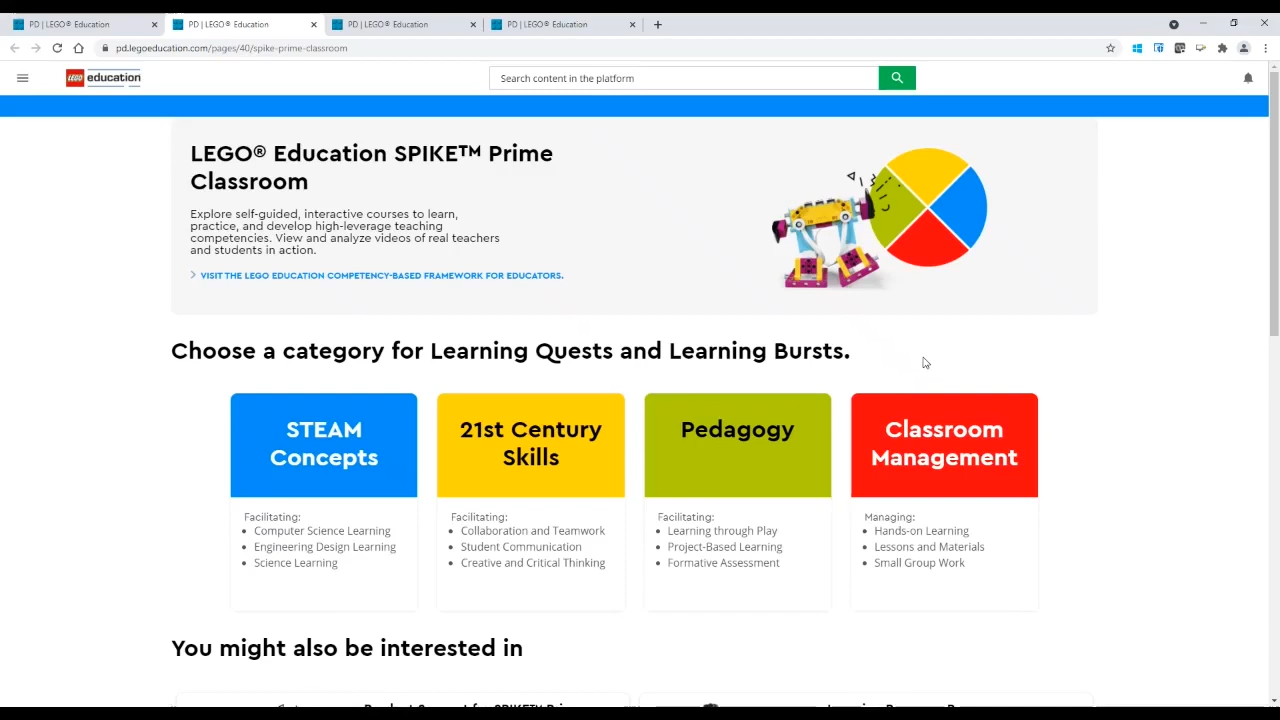 PD | LEGO® Education
PD | LEGO® Education
PD | LEGO® Education
PD | LEGO® Education
pd.legoeducation.com/pages/40/spike-prime-classroom
LEGO education
Search content in the platform
LEGO® Education SPIKE™ Prime
Classroom
Explore self-guided, interactive courses to learn,
practice, and develop high-leverage teaching
competencies. View and analyze videos of real teachers
and students in action.
VISIT THE LEGO EDUCATION COMPETENCY-BASED FRAMEWORK FOR EDUCATORS.
Choose a category for Learning Quests and Learning Bursts.
STEAM
Concepts
Facilitating:
• Computer Science Learning
• Engineering Design Learning
• Science Learning
21st Century
Skills
Facilitating:
• Collaboration and Teamwork
• Student Communication
• Creative and Critical Thinking
Pedagogy
Facilitating:
• Learning through Play
• Project-Based Learning
• Formative Assessment
Classroom
Management
Managing:
• Hands-on Learning
• Lessons and Materials
• Small Group Work
You might also be interested in